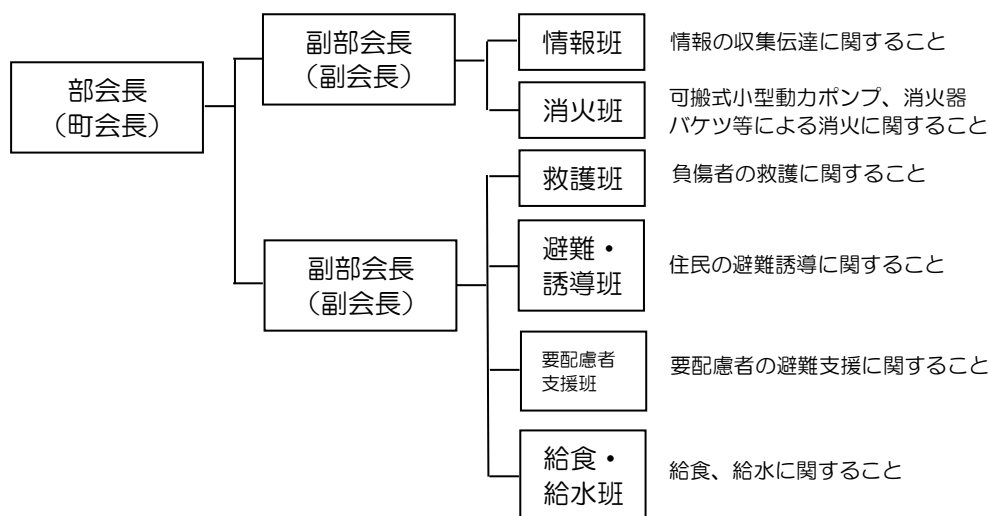 部会長
（町会長）
副部会長
（副会長）
情報班
情報の収集伝達に関すること
消火班
可搬式小型動力ポンプ、消火器
バケツ等による消火に関すること
副部会長
（副会長）
救護班
負傷者の救護に関すること
避難・
誘導班
住民の避難誘導に関すること
要配慮者
支援班
要配慮者の避難支援に関すること
給食・
給水班
給食、給水に関すること